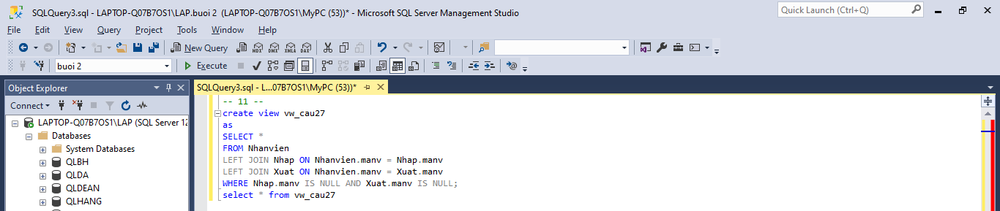 SQLQuery3.sql - LAPTOP-Q07B7OS1\LAP.buoi 2 (LAPTOP-Q07B7OS1\MyPC (53))* - Microsoft SQL Server Management Studio
Quick Launch (Ctrl+Q)
File Edit View Query Project Tools Window Help
New Query MDX DMX XMLA DAX
buoi 2 Execute
Object Explorer
SQLQuery3.sql - L...07B7OS1\MyPC (53))*
Connect
LAPTOP-Q07B7OS1\LAP (SQL Server 12
Databases
System Databases
QLBH
QLDA
QLDEAN
QLHANG
-- 11 --
create view vw_cau27
as
SELECT *
FROM Nhanvien
LEFT JOIN Nhap ON Nhanvien.manv = Nhap.manv
LEFT JOIN Xuat ON Nhanvien.manv = Xuat.manv
WHERE Nhap.manv IS NULL AND Xuat.manv IS NULL;
select * from vw_cau27